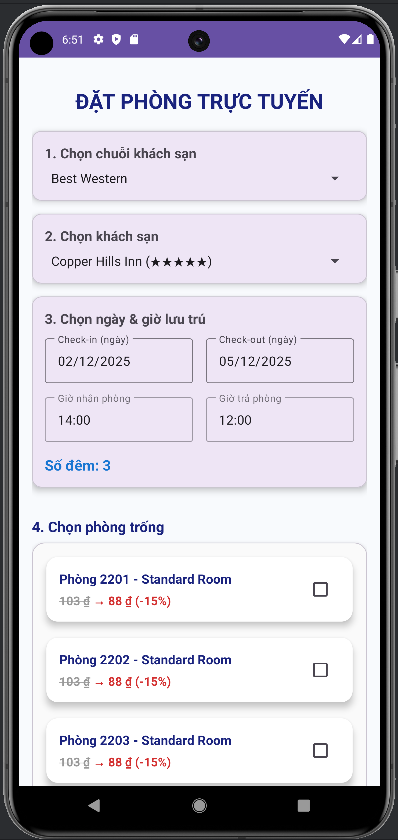 6:51
ĐẶT PHÒNG TRỰC TUYẾN
1. Chọn chuỗi khách sạn
Best Western
2. Chọn khách sạn
Copper Hills Inn (★★★★★)
3. Chọn ngày & giờ lưu trú
Check-in (ngày) Check-out (ngày)
02/12/2025 05/12/2025
Giờ nhận phòng Giờ trả phòng
14:00 12:00
Số đêm: 3
4. Chọn phòng trống
Phòng 2201 - Standard Room
103 ₫ → 88 ₫ (-15%)
Phòng 2202 - Standard Room
103 ₫ → 88 ₫ (-15%)
Phòng 2203 - Standard Room
103 ₫ → 88 ₫ (-15%)